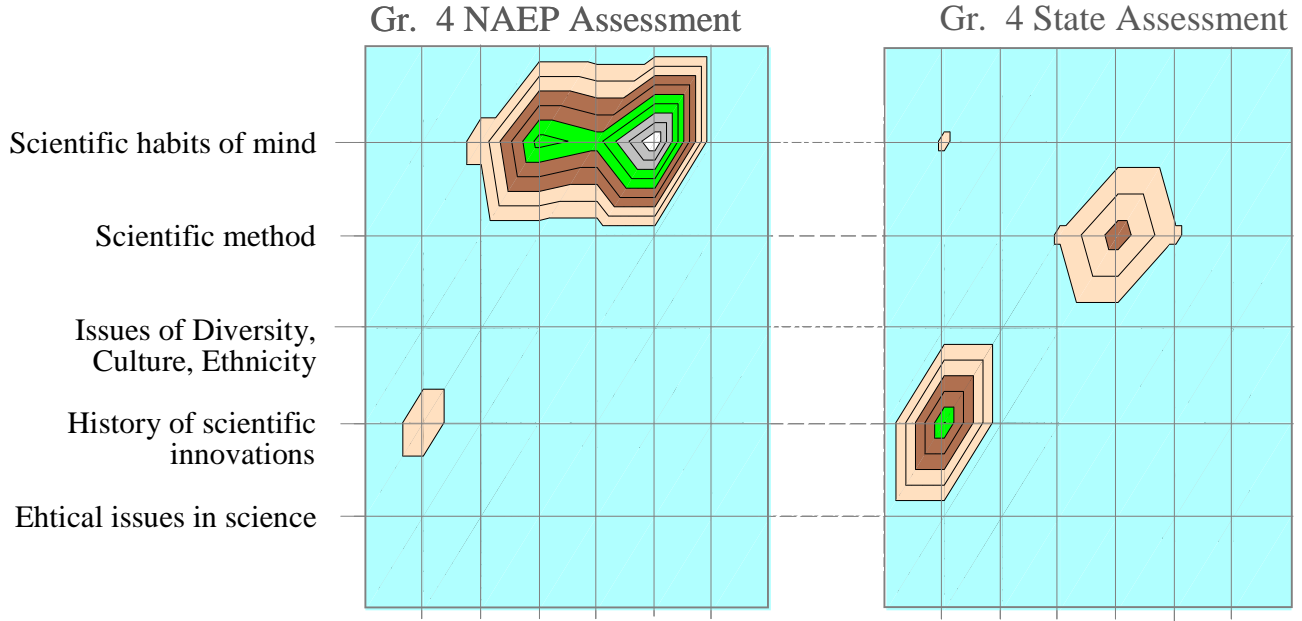 Gr. 4 NAEP Assessment
Gr. 4 State Assessment
Scientific habits of mind
Scientific method
Issues of Diversity,
Culture, Ethnicity
History of scientific
innovations
Ehtical issues in science